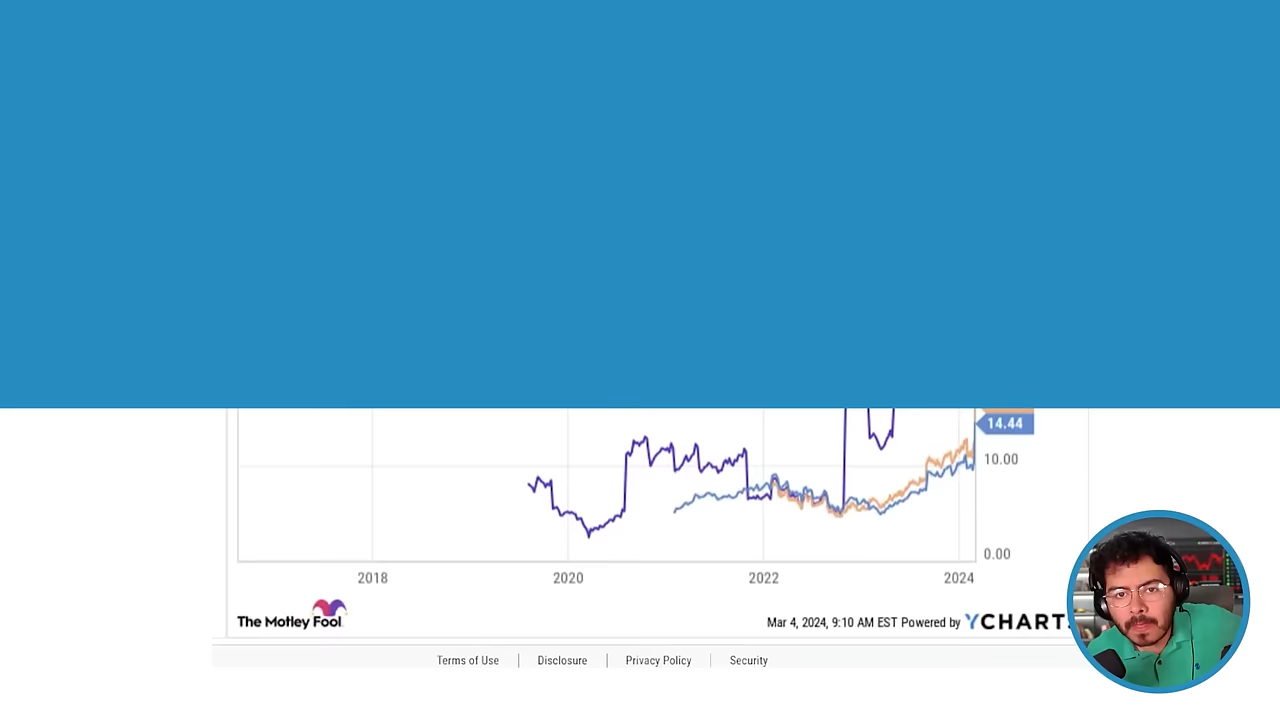 14.44
10.00
0.00
2018 2020 2022 2024
The Motley Fool
Mar 4, 2024, 9:10 AM EST Powered by YCHARTS
Terms of Use | Disclosure | Privacy Policy | Security